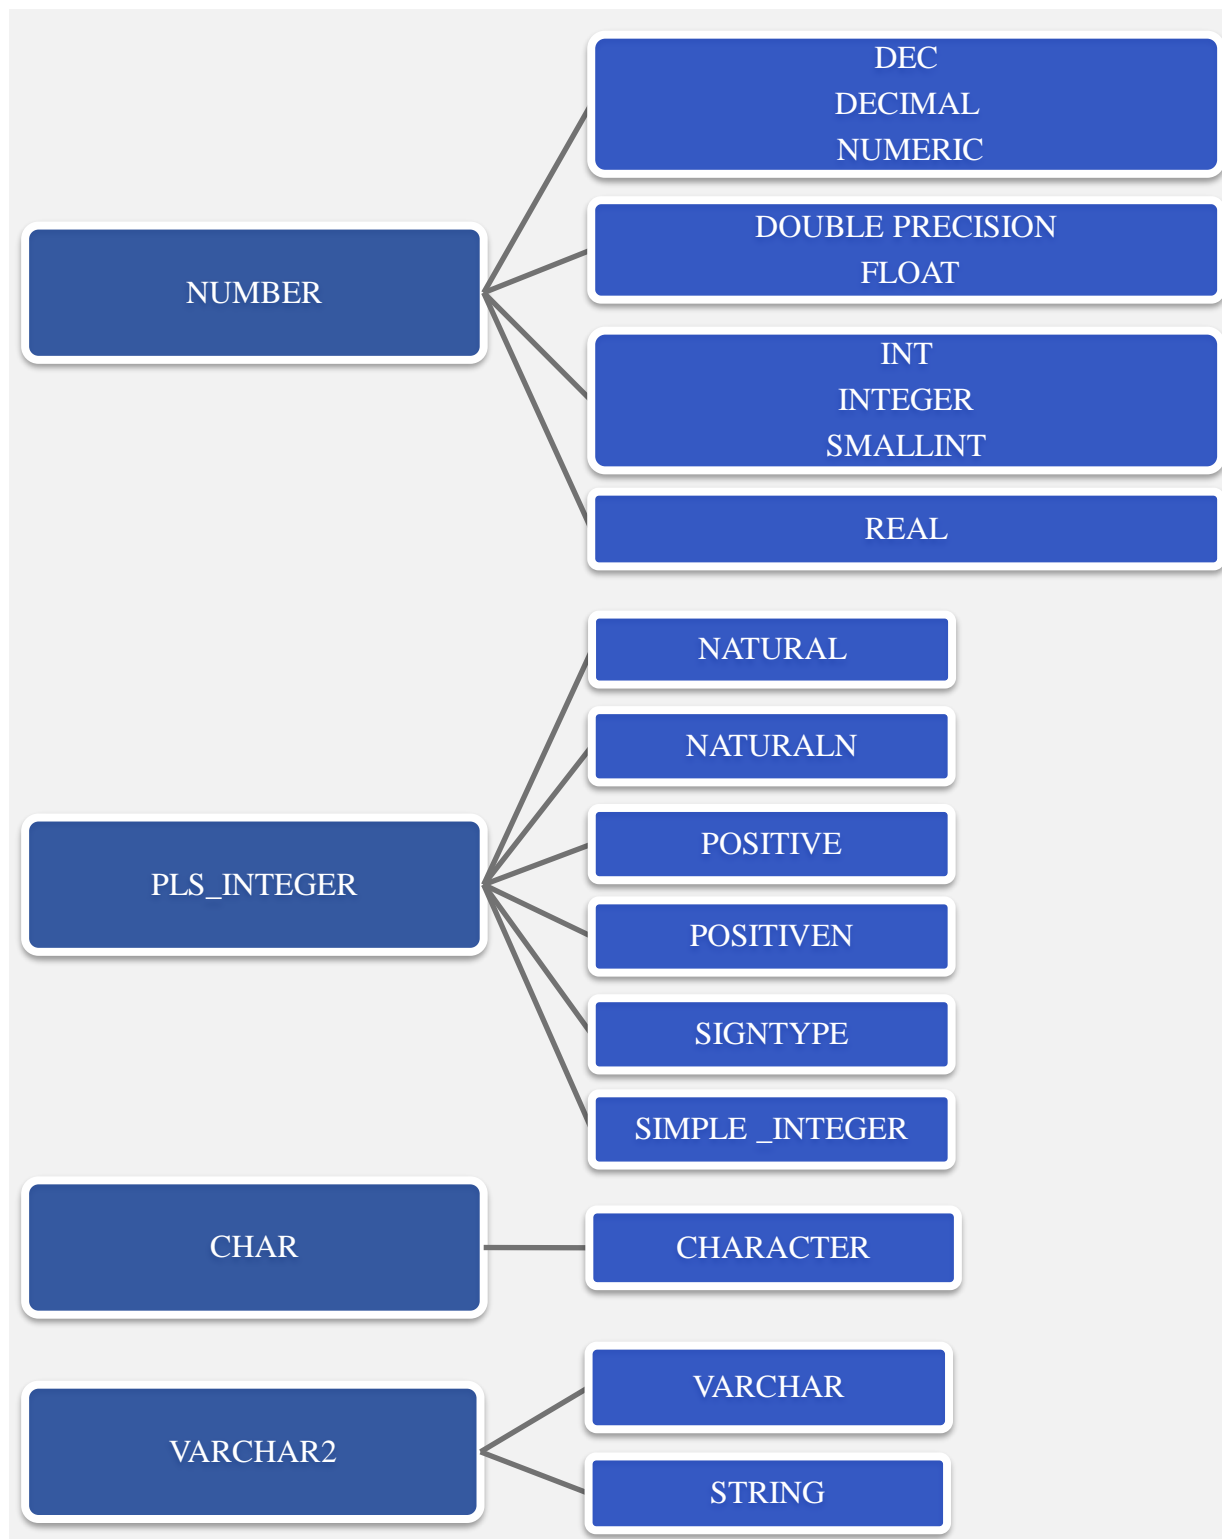 DEC
DECIMAL
NUMERIC
NUMBER
DOUBLE PRECISION
FLOAT
INT
INTEGER
SMALLINT
REAL
PLS_INTEGER
NATURAL
NATURALN
POSITIVE
POSITIVEN
SIGNTYPE
SIMPLE _INTEGER
CHAR
CHARACTER
VARCHAR2
VARCHAR
STRING